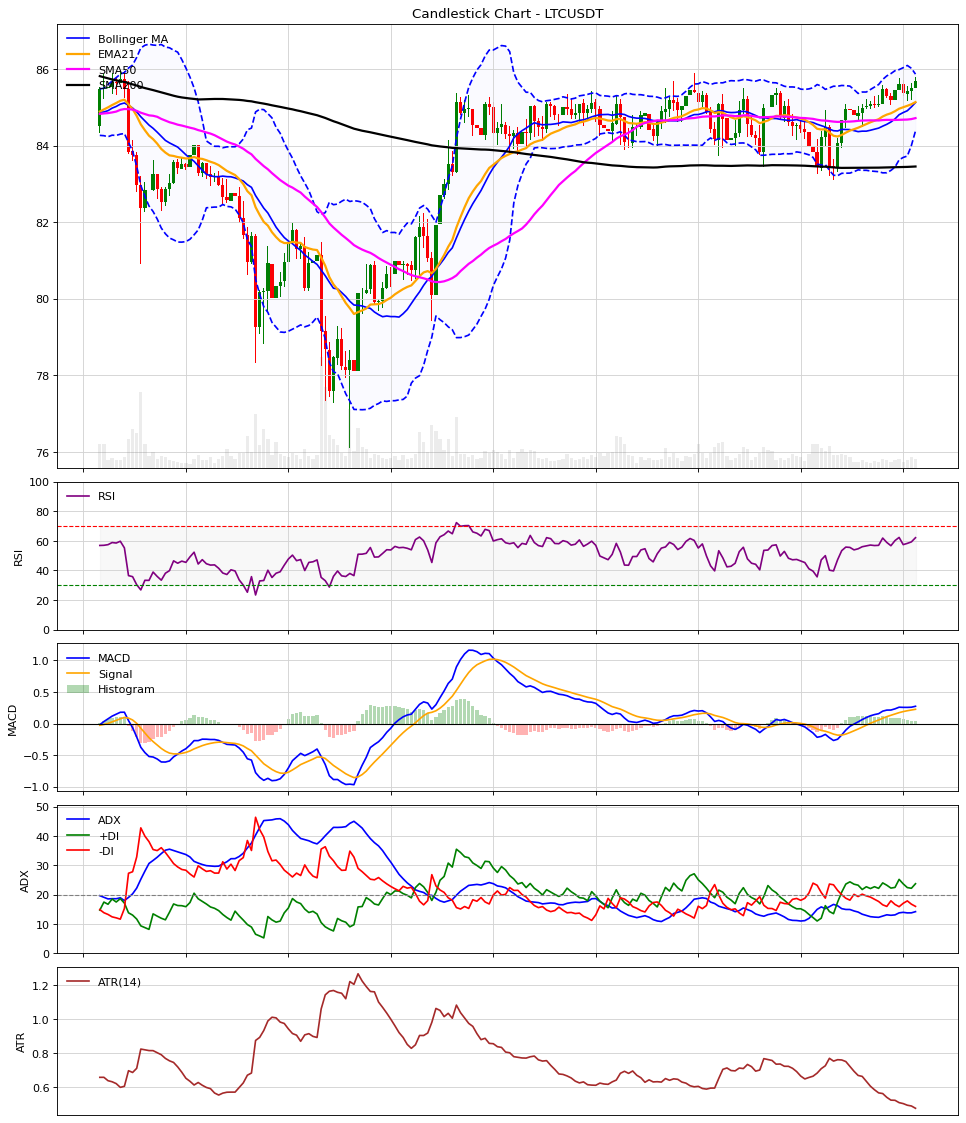 Candlestick Chart - LTCUSDT
Bollinger MA
EMA21
SMA50
SMA200
86
84
82
80
78
76
RSI
RSI
100
80
60
40
20
0
MACD
MACD
Signal
Histogram
1.0
0.5
0.0
−0.5
−1.0
ADX
ADX
+DI
-DI
50
40
30
20
10
0
ATR
ATR(14)
1.2
1.0
0.8
0.6